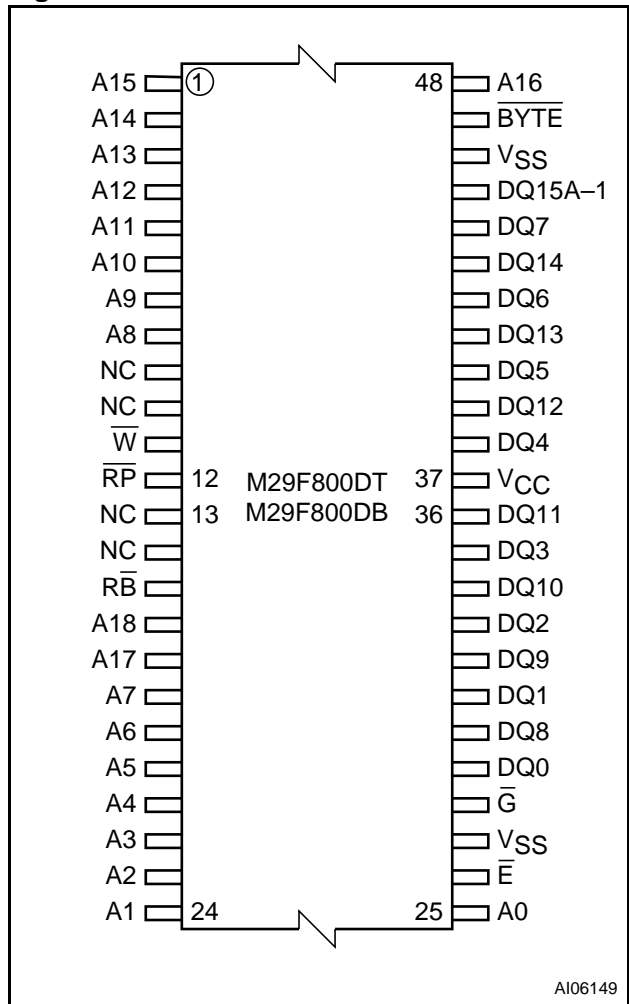 A15 ① 48 A16
A14 B̅Y̅T̅E̅
A13 VSS
A12 DQ15A–1
A11 DQ7
A10 DQ14
A9 DQ6
A8 DQ13
NC DQ5
NC DQ12
W̅ DQ4
R̅P̅ 12 M29F800DT 37 VCC
NC 13 M29F800DB 36 DQ11
NC DQ3
RB̅ DQ10
A18 DQ2
A17 DQ9
A7 DQ1
A6 DQ8
A5 DQ0
A4 G̅
A3 VSS
A2 E̅
A1 24 25 A0
AI06149